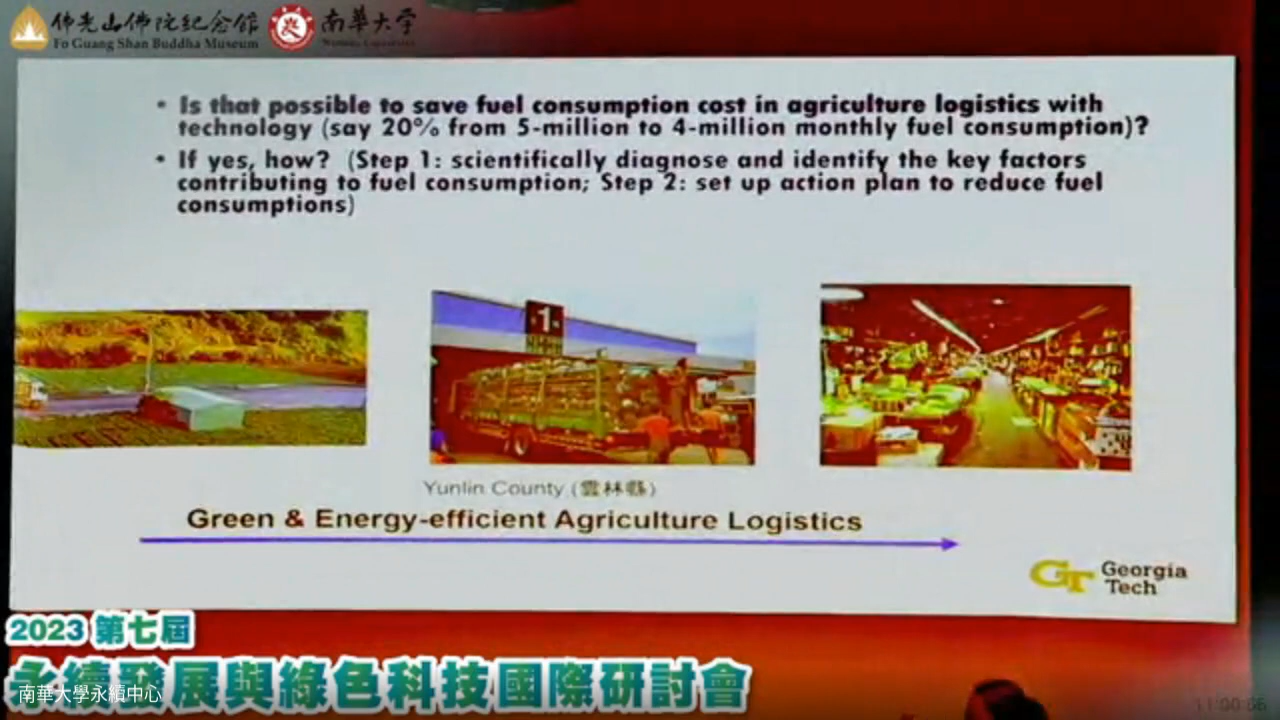 佛光山佛陀紀念館
Fo Guang Shan Buddha Museum
南華大學
• Is that possible to save fuel consumption cost in agriculture logistics with
technology (say 20% from 5-million to 4-million monthly fuel consumption)?
• If yes, how? (Step 1: scientifically diagnose and identify the key factors
contributing to fuel consumption; Step 2: set up action plan to reduce fuel
consumptions)
1
Yunlin County (雲林縣)
Green & Energy-efficient Agriculture Logistics
GT Georgia
Tech
2023 第七屆
永續發展與綠色科技國際研討會
南華大學永續中心